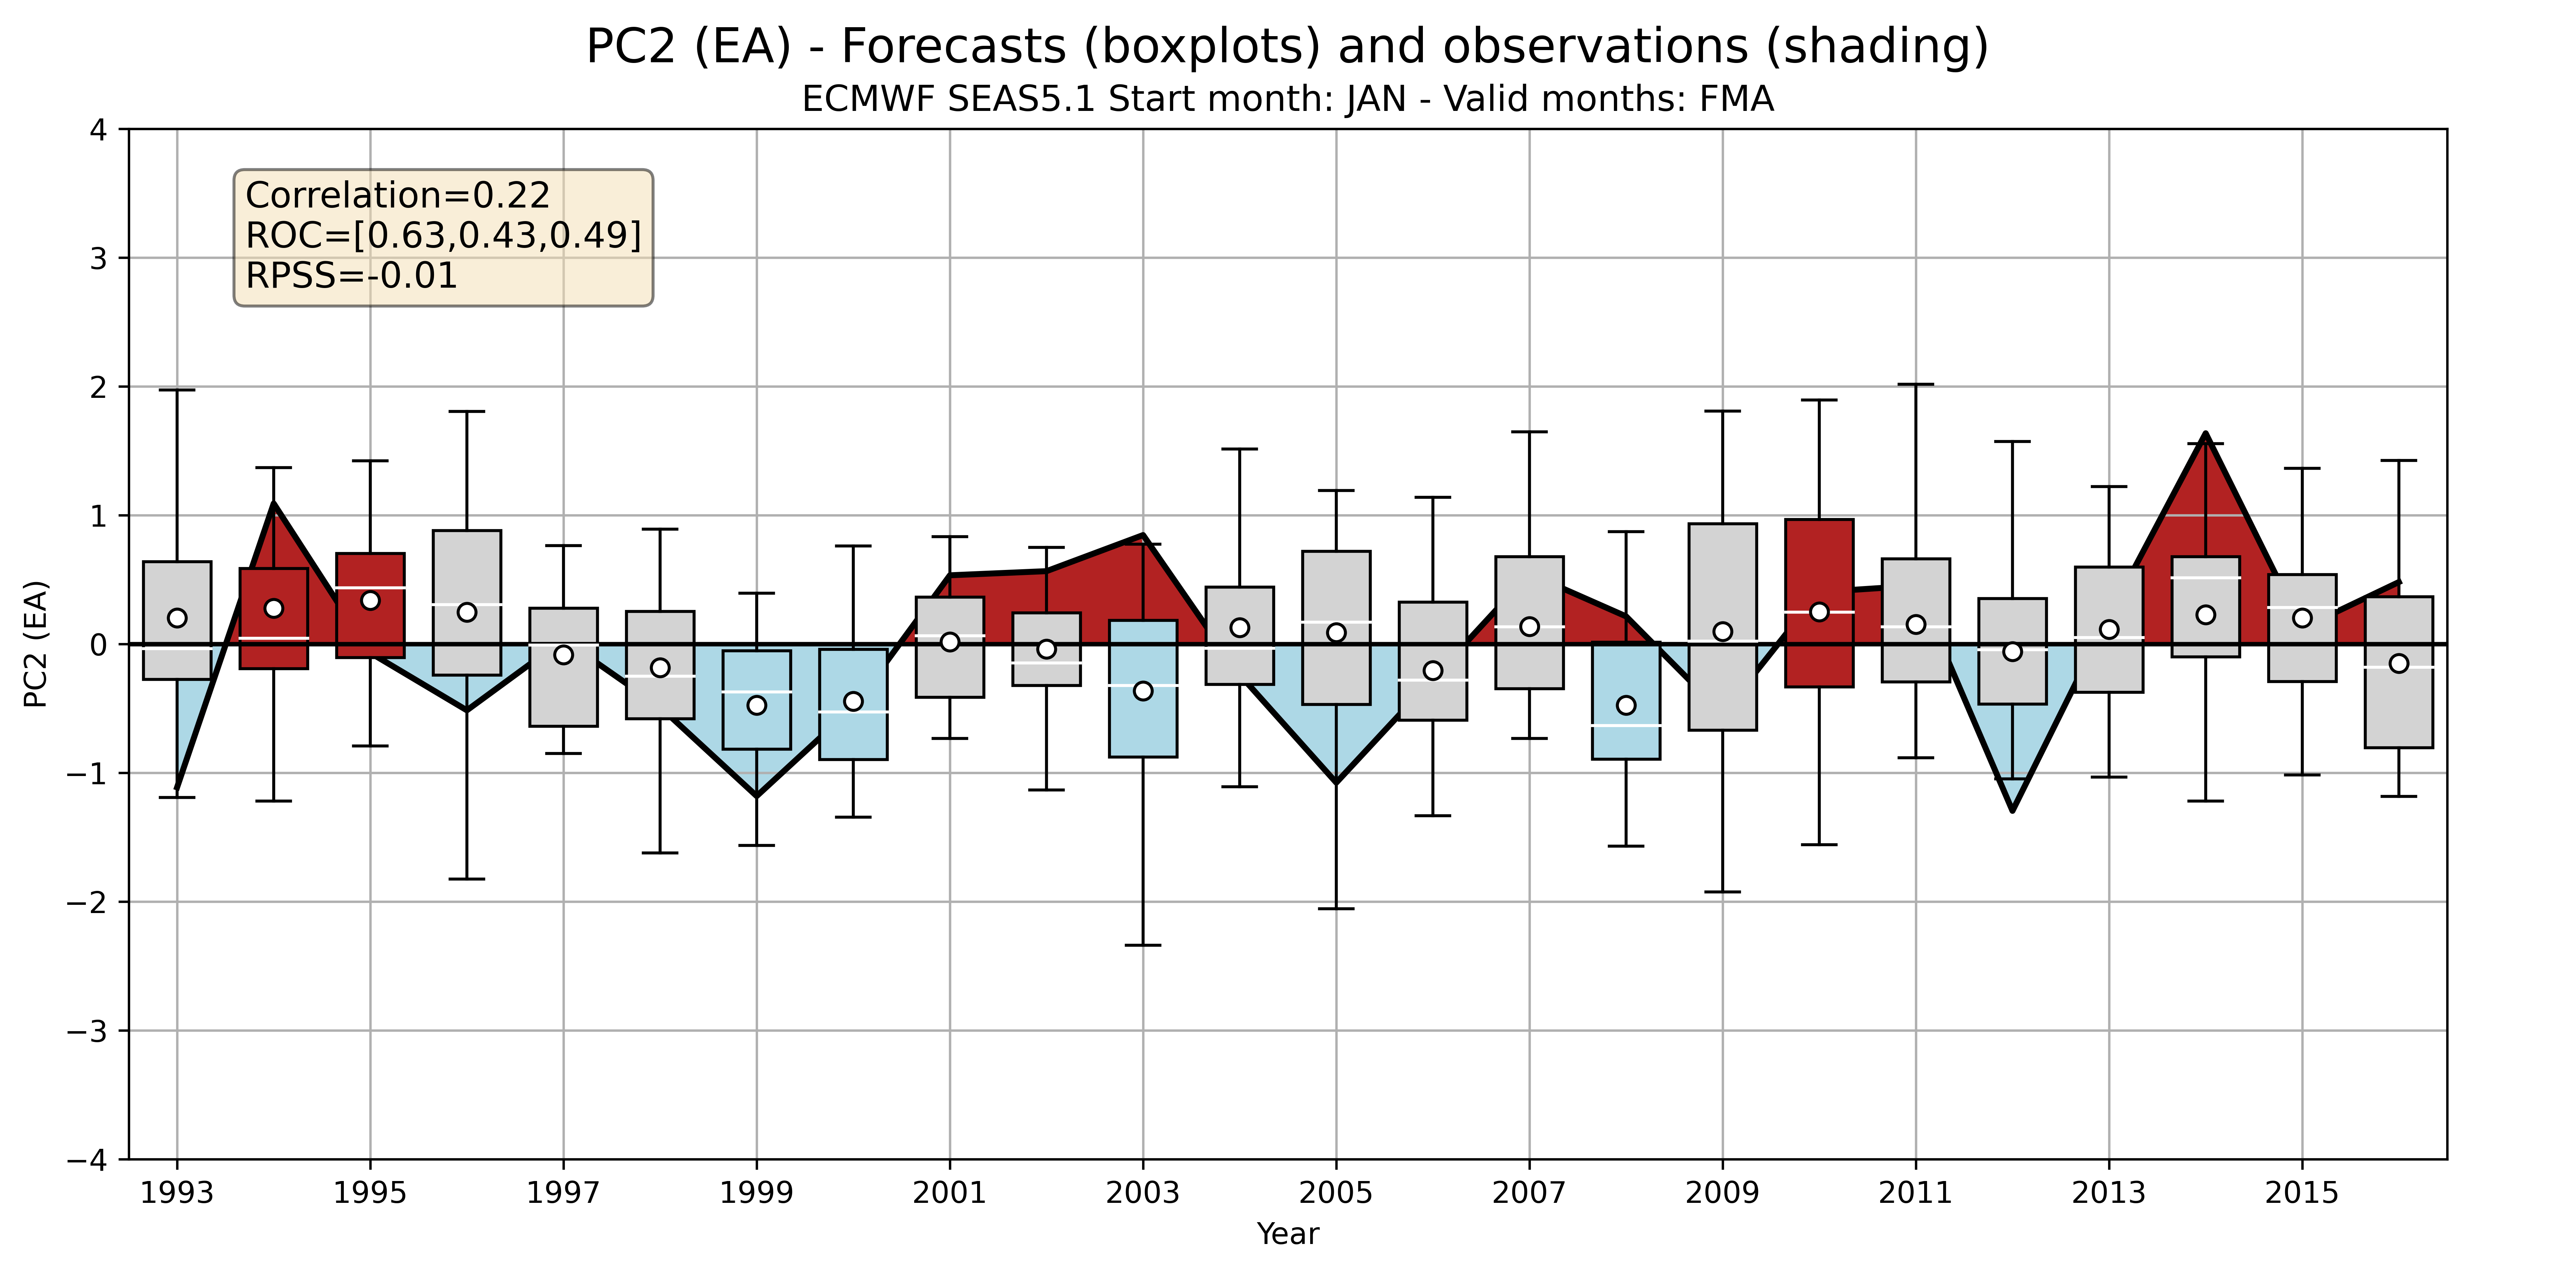 PC2 (EA) - Forecasts (boxplots) and observations (shading)
ECMWF SEAS5.1 Start month: JAN - Valid months: FMA
Correlation=0.22
ROC=[0.63,0.43,0.49]
RPSS=-0.01
PC2 (EA)
4
3
2
1
0
−1
−2
−3
−4
1993 1995 1997 1999 2001 2003 2005 2007 2009 2011 2013 2015
Year